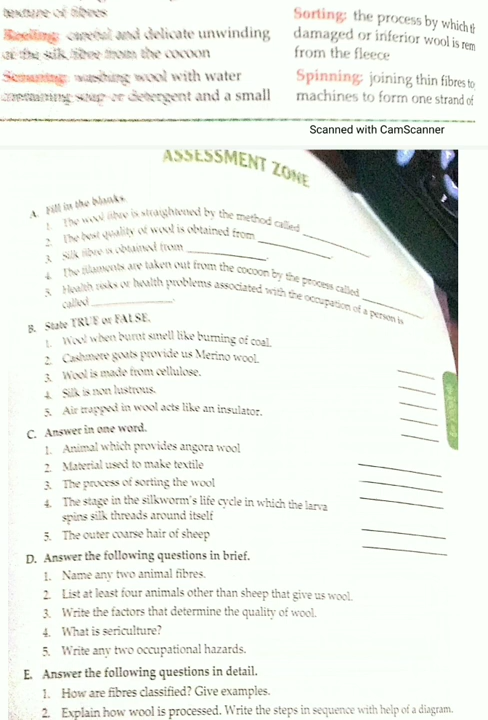 texture of fibres
Reeling: careful and delicate unwinding
of the silk fibre from the cocoon
Scouring: washing wool with water
containing soap or detergent and a small
Sorting: the process by which
damaged or inferior wool is rem
from the fleece
Spinning: joining thin fibres to
machines to form one strand of
Scanned with CamScanner
ASSESSMENT ZONE
A. Fill in the blanks.
1. The wool fibre is straightened by the method called ________.
2. The best quality of wool is obtained from ________.
3. Silk fibre is obtained from ________.
4. The filaments are taken out from the cocoon by the process called ________.
5. Health risks or health problems associated with the occupation of a person is
called ________.
B. State TRUE or FALSE.
1. Wool when burnt smell like burning of coal.
2. Cashmere goats provide us Merino wool.
3. Wool is made from cellulose.
4. Silk is non lustrous.
5. Air trapped in wool acts like an insulator.
C. Answer in one word.
1. Animal which provides angora wool
2. Material used to make textile
3. The process of sorting the wool
4. The stage in the silkworm's life cycle in which the larva
spins silk threads around itself
5. The outer coarse hair of sheep
D. Answer the following questions in brief.
1. Name any two animal fibres.
2. List at least four animals other than sheep that give us wool.
3. Write the factors that determine the quality of wool.
4. What is sericulture?
5. Write any two occupational hazards.
E. Answer the following questions in detail.
1. How are fibres classified? Give examples.
2. Explain how wool is processed. Write the steps in sequence with help of a diagram.